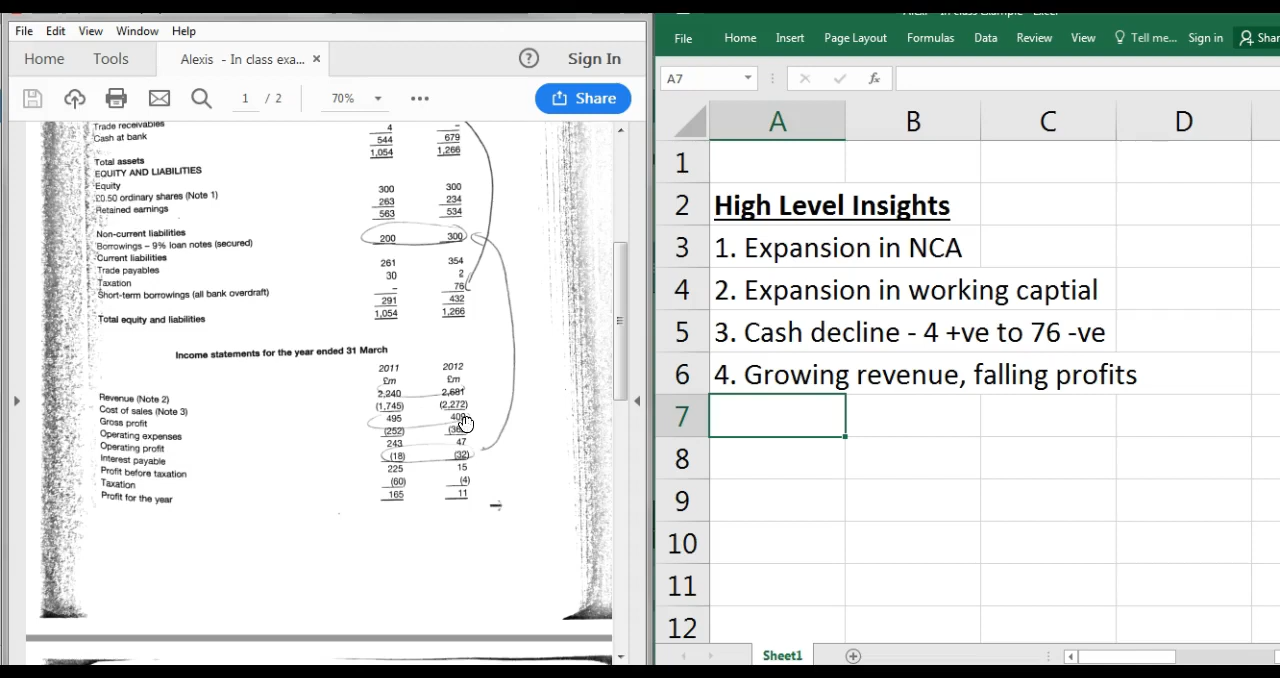 File Edit View Window Help
Home Tools Alexis - In class exa... × ? Sign In
1 / 2 70% Share
Trade receivables 4 –
Cash at bank 544 679
1,054 1,266
Total assets
EQUITY AND LIABILITIES
Equity
£0.50 ordinary shares (Note 1) 300 300
Retained earnings 263 234
563 534
Non-current liabilities
Borrowings – 9% loan notes (secured) 200 300
Current liabilities
Trade payables 261 354
Taxation 30 2
Short-term borrowings (all bank overdraft) – 76
291 432
Total equity and liabilities 1,054 1,266
Income statements for the year ended 31 March
2011 2012
£m £m
Revenue (Note 2) 2,240 2,681
Cost of sales (Note 3) (1,745) (2,272)
Gross profit 495 409
Operating expenses (252)
Operating profit 243 47
Interest payable (18) (32)
Profit before taxation 225 15
Taxation (60) (4)
Profit for the year 165 11
File Home Insert Page Layout Formulas Data Review View Tell me... Sign in Shar
A7 fx
A B C D
1
2 High Level Insights
3 1. Expansion in NCA
4 2. Expansion in working captial
5 3. Cash decline - 4 +ve to 76 -ve
6 4. Growing revenue, falling profits
7
8
9
10
11
12
Sheet1